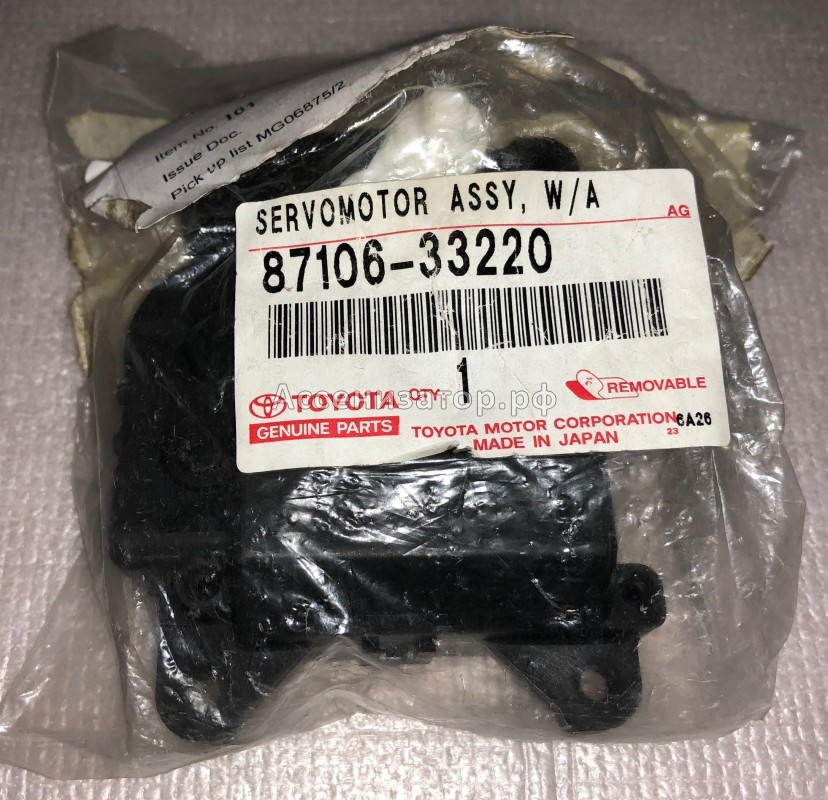 Item No. 101
Issue Doc.
Pick up list MG06875/2
SERVOMOTOR ASSY, W/A
AG
87106-33220
TOYOTA QTY 1
REMOVABLE
Ассенизатор.рф
GENUINE PARTS
TOYOTA MOTOR CORPORATION 6A26
MADE IN JAPAN 23